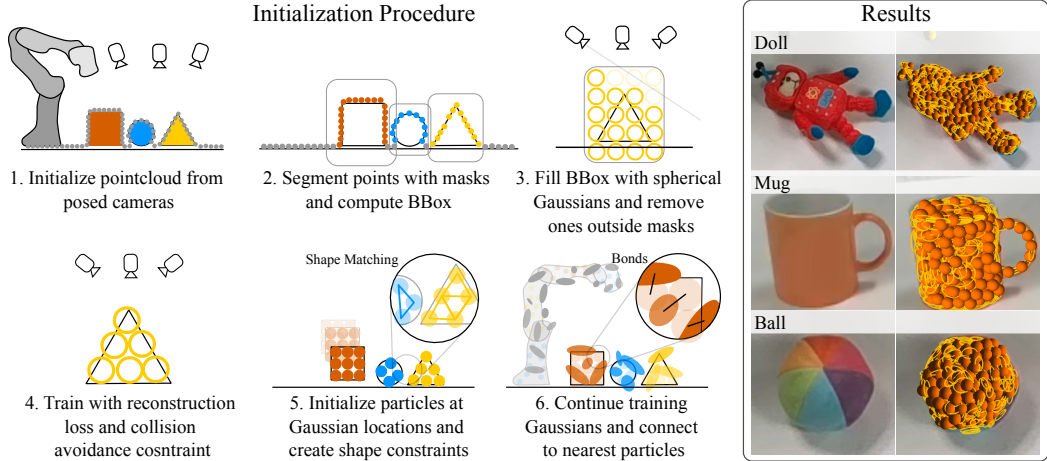 Initialization Procedure
1. Initialize pointcloud from
posed cameras
2. Segment points with masks
and compute BBox
3. Fill BBox with spherical
Gaussians and remove
ones outside masks
4. Train with reconstruction
loss and collision
avoidance cosntraint
Shape Matching
5. Initialize particles at
Gaussian locations and
create shape constraints
Bonds
6. Continue training
Gaussians and connect
to nearest particles
Results
Doll
Mug
Ball